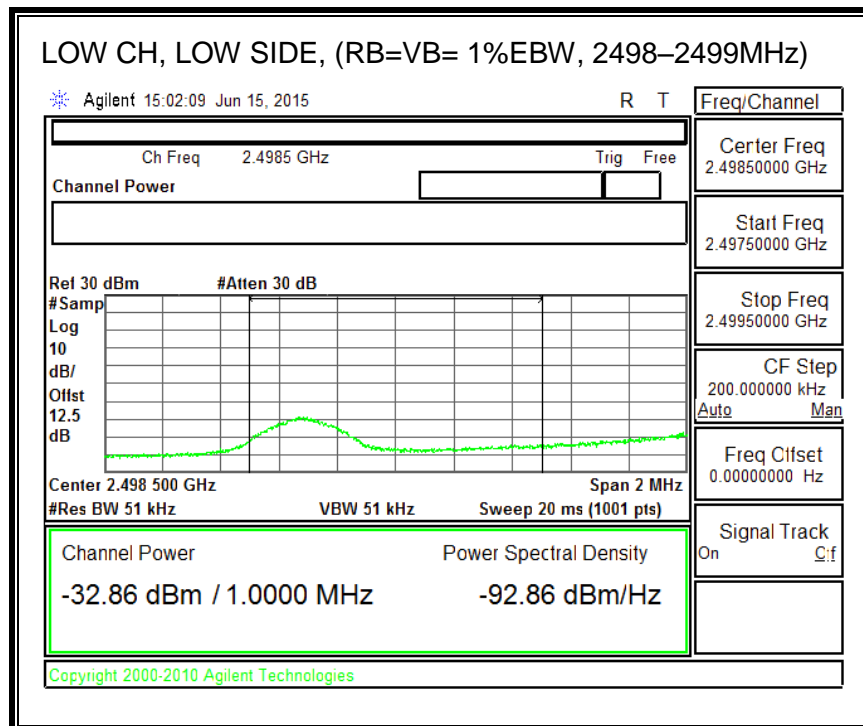 LOW CH, LOW SIDE, (RB=VB= 1%EBW, 2498–2499MHz)
Agilent 15:02:09 Jun 15, 2015 R T
Freq/Channel
Ch Freq 2.4985 GHz Trig Free
Channel Power
Center Freq
2.49850000 GHz
Start Freq
2.49750000 GHz
Stop Freq
2.49950000 GHz
CF Step
200.000000 kHz
Auto Man
Freq Offset
0.00000000 Hz
Signal Track
On Off
Ref 30 dBm #Atten 30 dB
#Samp
Log
10
dB/
Offst
12.5
dB
Center 2.498 500 GHz Span 2 MHz
#Res BW 51 kHz VBW 51 kHz Sweep 20 ms (1001 pts)
Channel Power Power Spectral Density
-32.86 dBm / 1.0000 MHz -92.86 dBm/Hz
Copyright 2000-2010 Agilent Technologies